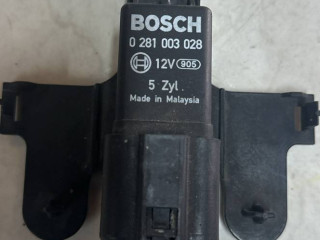 BOSCH
0 281 003 028
12V 905
5 Zyl.
Made in Malaysia